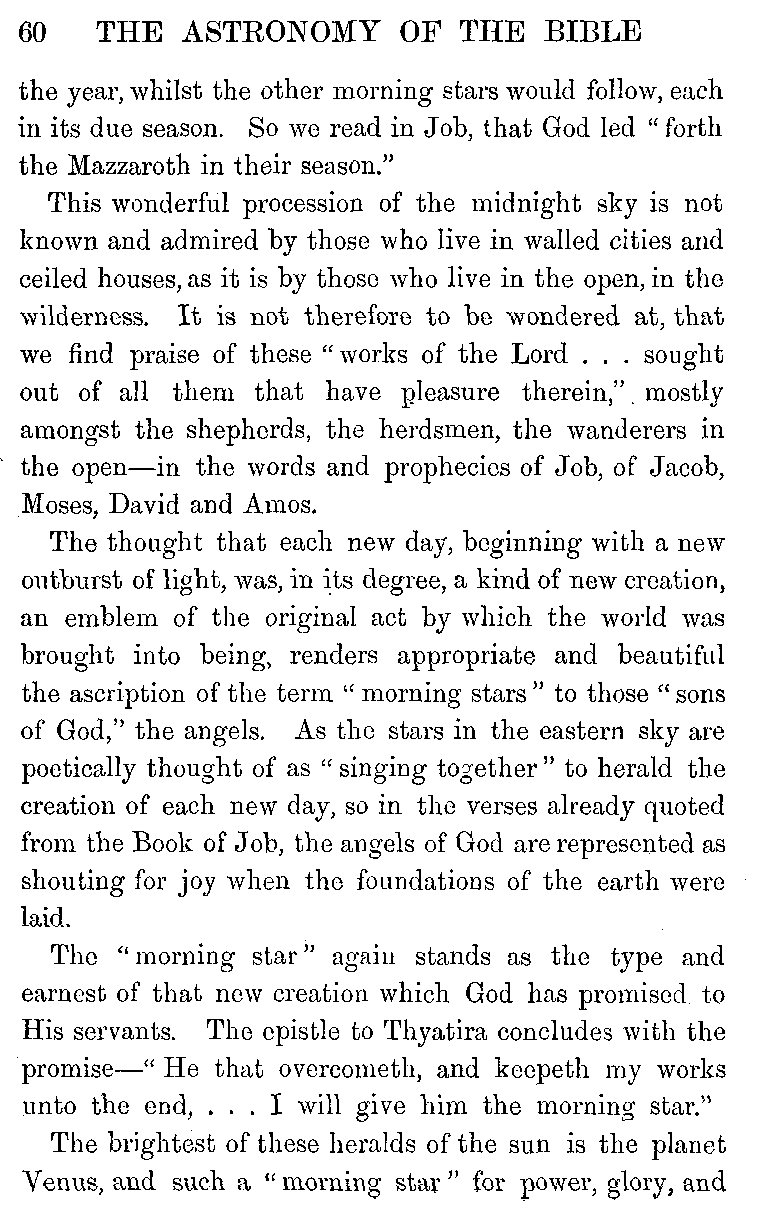 60 THE ASTRONOMY OF THE BIBLE
the year, whilst the other morning stars would follow, each
in its due season. So we read in Job, that God led “forth
the Mazzaroth in their season.”
This wonderful procession of the midnight sky is not
known and admired by those who live in walled cities and
ceiled houses, as it is by those who live in the open, in the
wilderness. It is not therefore to be wondered at, that
we find praise of these “works of the Lord . . . sought
out of all them that have pleasure therein,” mostly
amongst the shepherds, the herdsmen, the wanderers in
the open—in the words and prophecies of Job, of Jacob,
Moses, David and Amos.
The thought that each new day, beginning with a new
outburst of light, was, in its degree, a kind of new creation,
an emblem of the original act by which the world was
brought into being, renders appropriate and beautiful
the ascription of the term “morning stars” to those “sons
of God,” the angels. As the stars in the eastern sky are
poetically thought of as “singing together” to herald the
creation of each new day, so in the verses already quoted
from the Book of Job, the angels of God are represented as
shouting for joy when the foundations of the earth were
laid.
The “morning star” again stands as the type and
earnest of that new creation which God has promised to
His servants. The epistle to Thyatira concludes with the
promise—“He that overcometh, and keepeth my works
unto the end, . . . I will give him the morning star.”
The brightest of these heralds of the sun is the planet
Venus, and such a “morning star” for power, glory, and